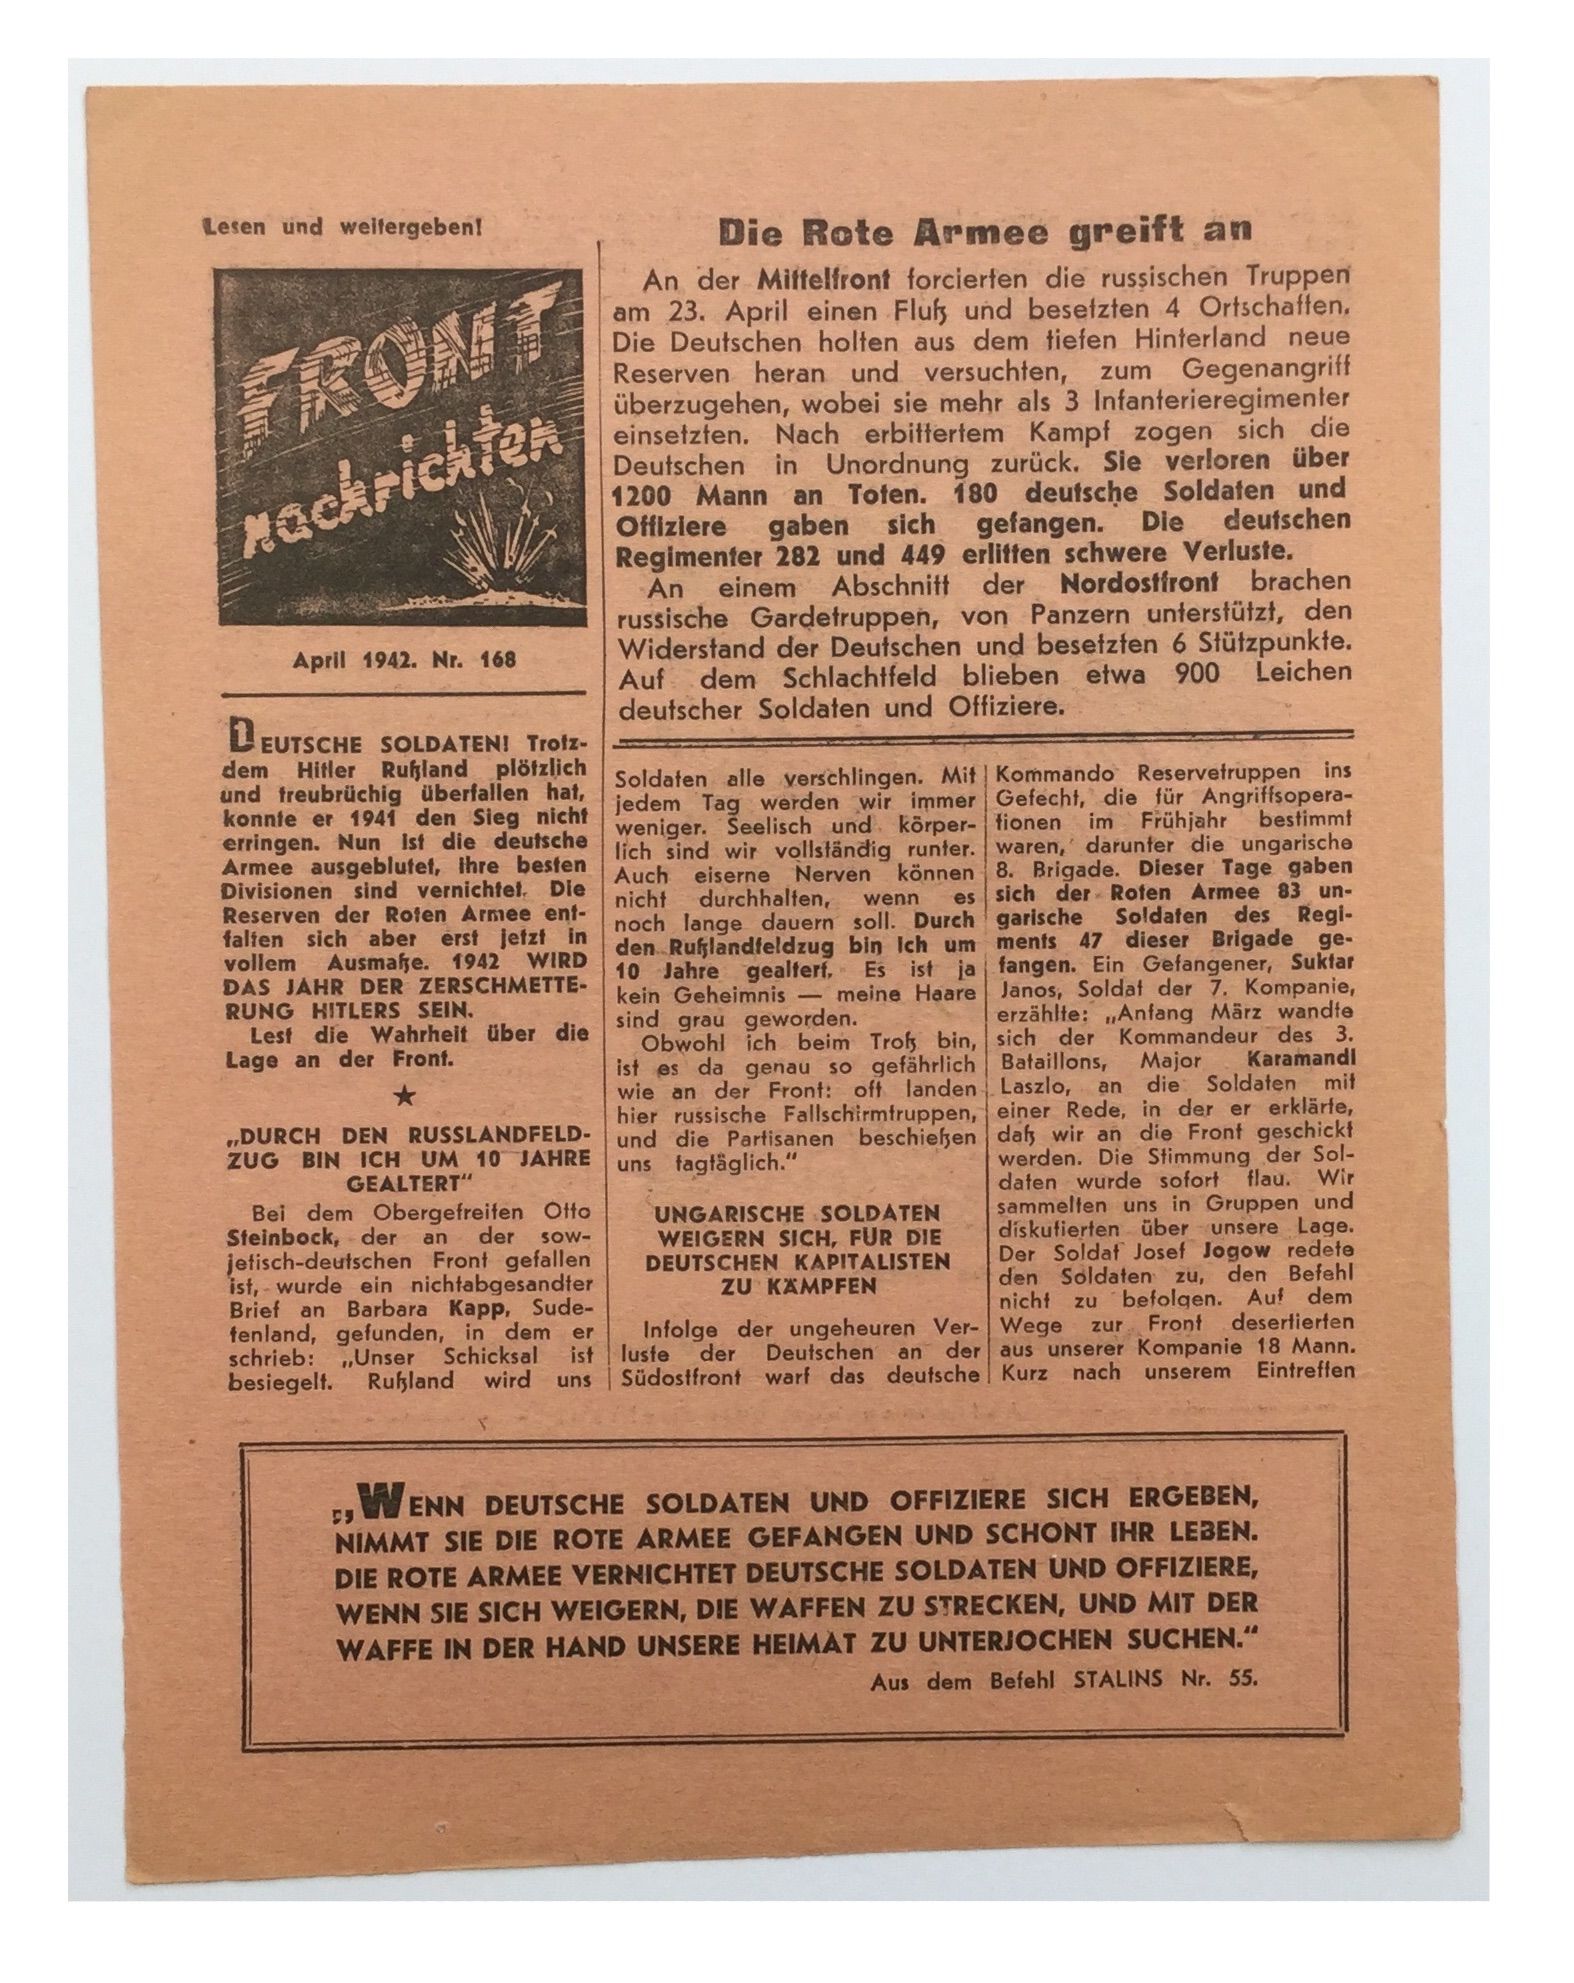 Lesen und weitergeben!
FRONT
nachrichten
April 1942. Nr. 168
DEUTSCHE SOLDATEN! Trotz-
dem Hitler Rußland plötzlich
und treubrüchig überfallen hat,
konnte er 1941 den Sieg nicht
erringen. Nun ist die deutsche
Armee ausgeblutet, ihre besten
Divisionen sind vernichtet. Die
Reserven der Roten Armee ent-
falten sich aber erst jetzt in
vollem Ausmaße. 1942 WIRD
DAS JAHR DER ZERSCHMETTE-
RUNG HITLERS SEIN.
Lest die Wahrheit über die
Lage an der Front.
★
„DURCH DEN RUSSLANDFELD-
ZUG BIN ICH UM 10 JAHRE
GEALTERT“
Bei dem Obergefreiten Otto
Steinbock, der an der sow-
jetisch-deutschen Front gefallen
ist, wurde ein nichtabgesandter
Brief an Barbara Kapp, Sude-
tenland, gefunden, in dem er
schrieb: „Unser Schicksal ist
besiegelt. Rußland wird uns
Die Rote Armee greift an
An der Mittelfront forcierten die russischen Truppen
am 23. April einen Fluß und besetzten 4 Ortschaften.
Die Deutschen holten aus dem tiefen Hinterland neue
Reserven heran und versuchten, zum Gegenangriff
überzugehen, wobei sie mehr als 3 Infanterieregimenter
einsetzten. Nach erbittertem Kampf zogen sich die
Deutschen in Unordnung zurück. Sie verloren über
1200 Mann an Toten. 180 deutsche Soldaten und
Offiziere gaben sich gefangen. Die deutschen
Regimenter 282 und 449 erlitten schwere Verluste.
An einem Abschnitt der Nordostfront brachen
russische Gardetruppen, von Panzern unterstützt, den
Widerstand der Deutschen und besetzten 6 Stützpunkte.
Auf dem Schlachtfeld blieben etwa 900 Leichen
deutscher Soldaten und Offiziere.
Soldaten alle verschlingen. Mit
jedem Tag werden wir immer
weniger. Seelisch und körper-
lich sind wir vollständig runter.
Auch eiserne Nerven können
nicht durchhalten, wenn es
noch lange dauern soll. Durch
den Rußlandfeldzug bin ich um
10 Jahre gealtert. Es ist ja
kein Geheimnis — meine Haare
sind grau geworden.
Obwohl ich beim Troß bin,
ist es da genau so gefährlich
wie an der Front: oft landen
hier russische Fallschirmtruppen,
und die Partisanen beschießen
uns tagtäglich.“
UNGARISCHE SOLDATEN
WEIGERN SICH, FÜR DIE
DEUTSCHEN KAPITALISTEN
ZU KÄMPFEN
Infolge der ungeheuren Ver-
luste der Deutschen an der
Südostfront warf das deutsche
Kommando Reservetruppen ins
Gefecht, die für Angriffsopera-
tionen im Frühjahr bestimmt
waren, darunter die ungarische
8. Brigade. Dieser Tage gaben
sich der Roten Armee 83 un-
garische Soldaten des Regi-
ments 47 dieser Brigade ge-
fangen. Ein Gefangener, Suktar
Janos, Soldat der 7. Kompanie,
erzählte: „Anfang März wandte
sich der Kommandeur des 3.
Bataillons, Major Karamandi
Laszlo, an die Soldaten mit
einer Rede, in der er erklärte,
daß wir an die Front geschickt
werden. Die Stimmung der Sol-
daten wurde sofort flau. Wir
sammelten uns in Gruppen und
diskutierten über unsere Lage.
Der Soldat Josef Jogow redete
den Soldaten zu, den Befehl
nicht zu befolgen. Auf dem
Wege zur Front desertierten
aus unserer Kompanie 18 Mann.
Kurz nach unserem Eintreffen
„WENN DEUTSCHE SOLDATEN UND OFFIZIERE SICH ERGEBEN,
NIMMT SIE DIE ROTE ARMEE GEFANGEN UND SCHONT IHR LEBEN.
DIE ROTE ARMEE VERNICHTET DEUTSCHE SOLDATEN UND OFFIZIERE,
WENN SIE SICH WEIGERN, DIE WAFFEN ZU STRECKEN, UND MIT DER
WAFFE IN DER HAND UNSERE HEIMAT ZU UNTERJOCHEN SUCHEN.“
Aus dem Befehl STALINS Nr. 55.